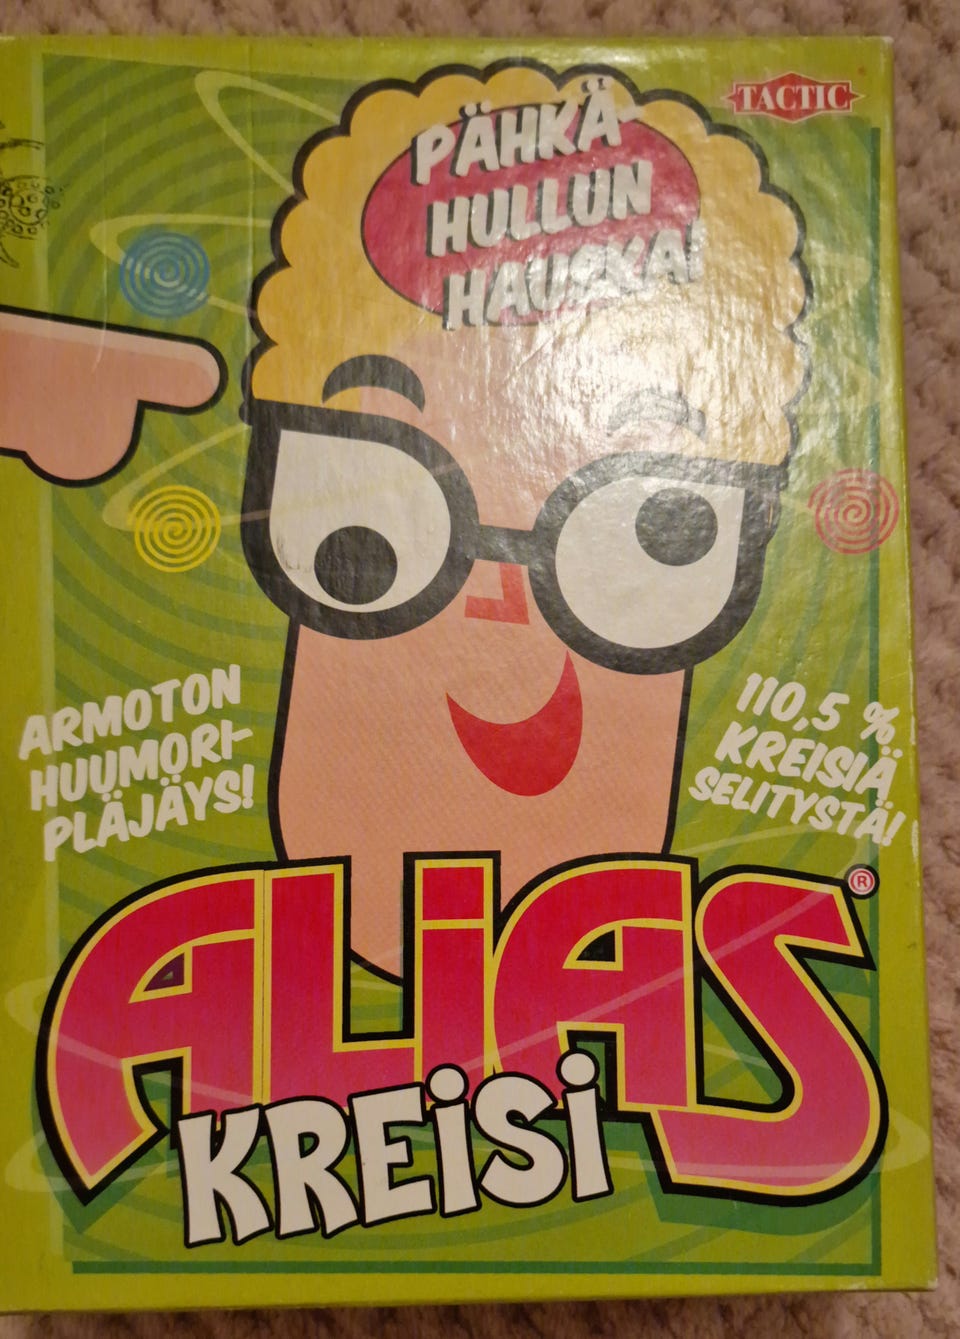 TACTIC
PÄHKÄ-
HULLUN
HAUSKA!
ARMOTON
HUUMORI-
PLÄJÄYS!
110,5 %
KREISIÄ
SELITYSTÄ!
ALiAS®
KREiSi